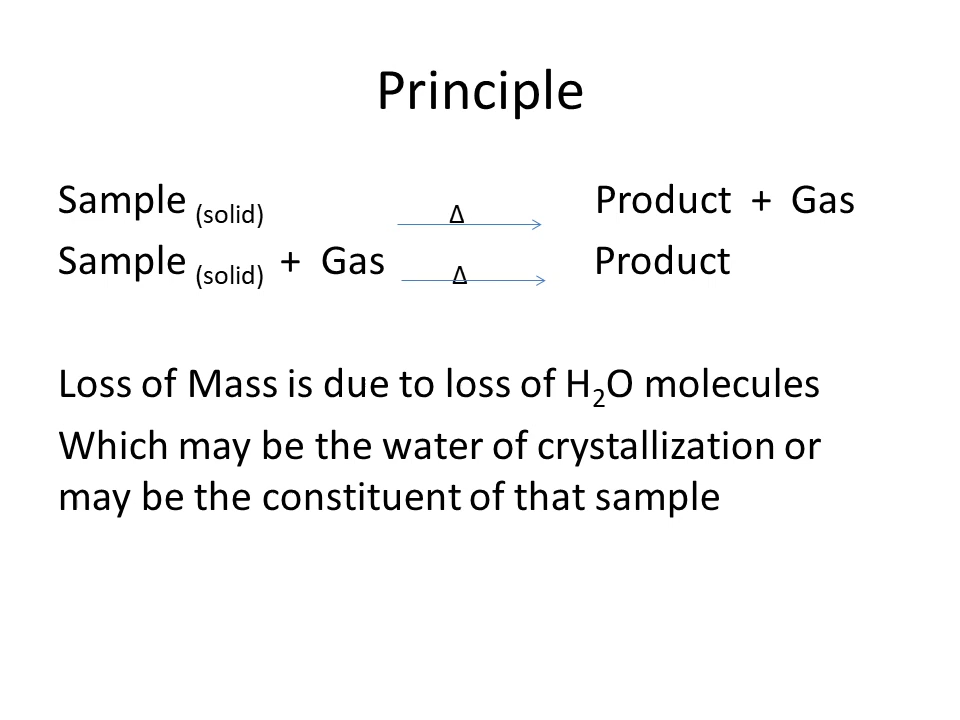 Principle
Sample (solid) Δ Product + Gas
Sample (solid) + Gas Δ Product
Loss of Mass is due to loss of H₂O molecules
Which may be the water of crystallization or
may be the constituent of that sample